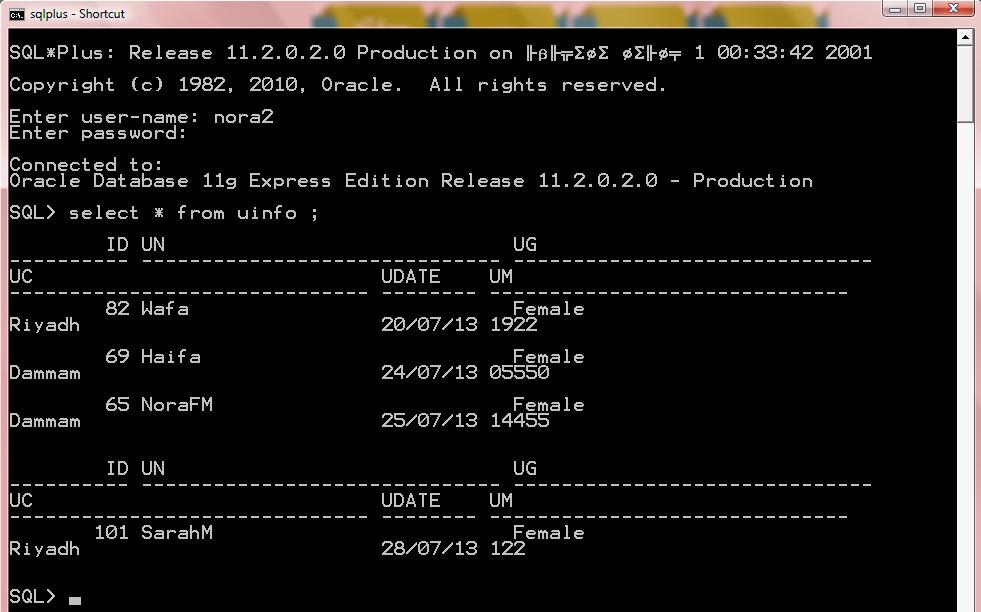 sqlplus - Shortcut
SQL*Plus: Release 11.2.0.2.0 Production on ╟β╟╤ΣφΣ φΣ╟φ╤ 1 00:33:42 2001
Copyright (c) 1982, 2010, Oracle.  All rights reserved.
Enter user-name: nora2
Enter password:
Connected to:
Oracle Database 11g Express Edition Release 11.2.0.2.0 - Production
SQL> select * from uinfo ;
        ID UN                             UG
---------- ------------------------------ ------------------------------
UC                             UDATE    UM
------------------------------ -------- ------------------------------
        82 Wafa                           Female
Riyadh                         20/07/13 1922
        69 Haifa                          Female
Dammam                         24/07/13 05550
        65 NoraFM                         Female
Dammam                         25/07/13 14455
        ID UN                             UG
---------- ------------------------------ ------------------------------
UC                             UDATE    UM
------------------------------ -------- ------------------------------
       101 SarahM                         Female
Riyadh                         28/07/13 122
SQL>